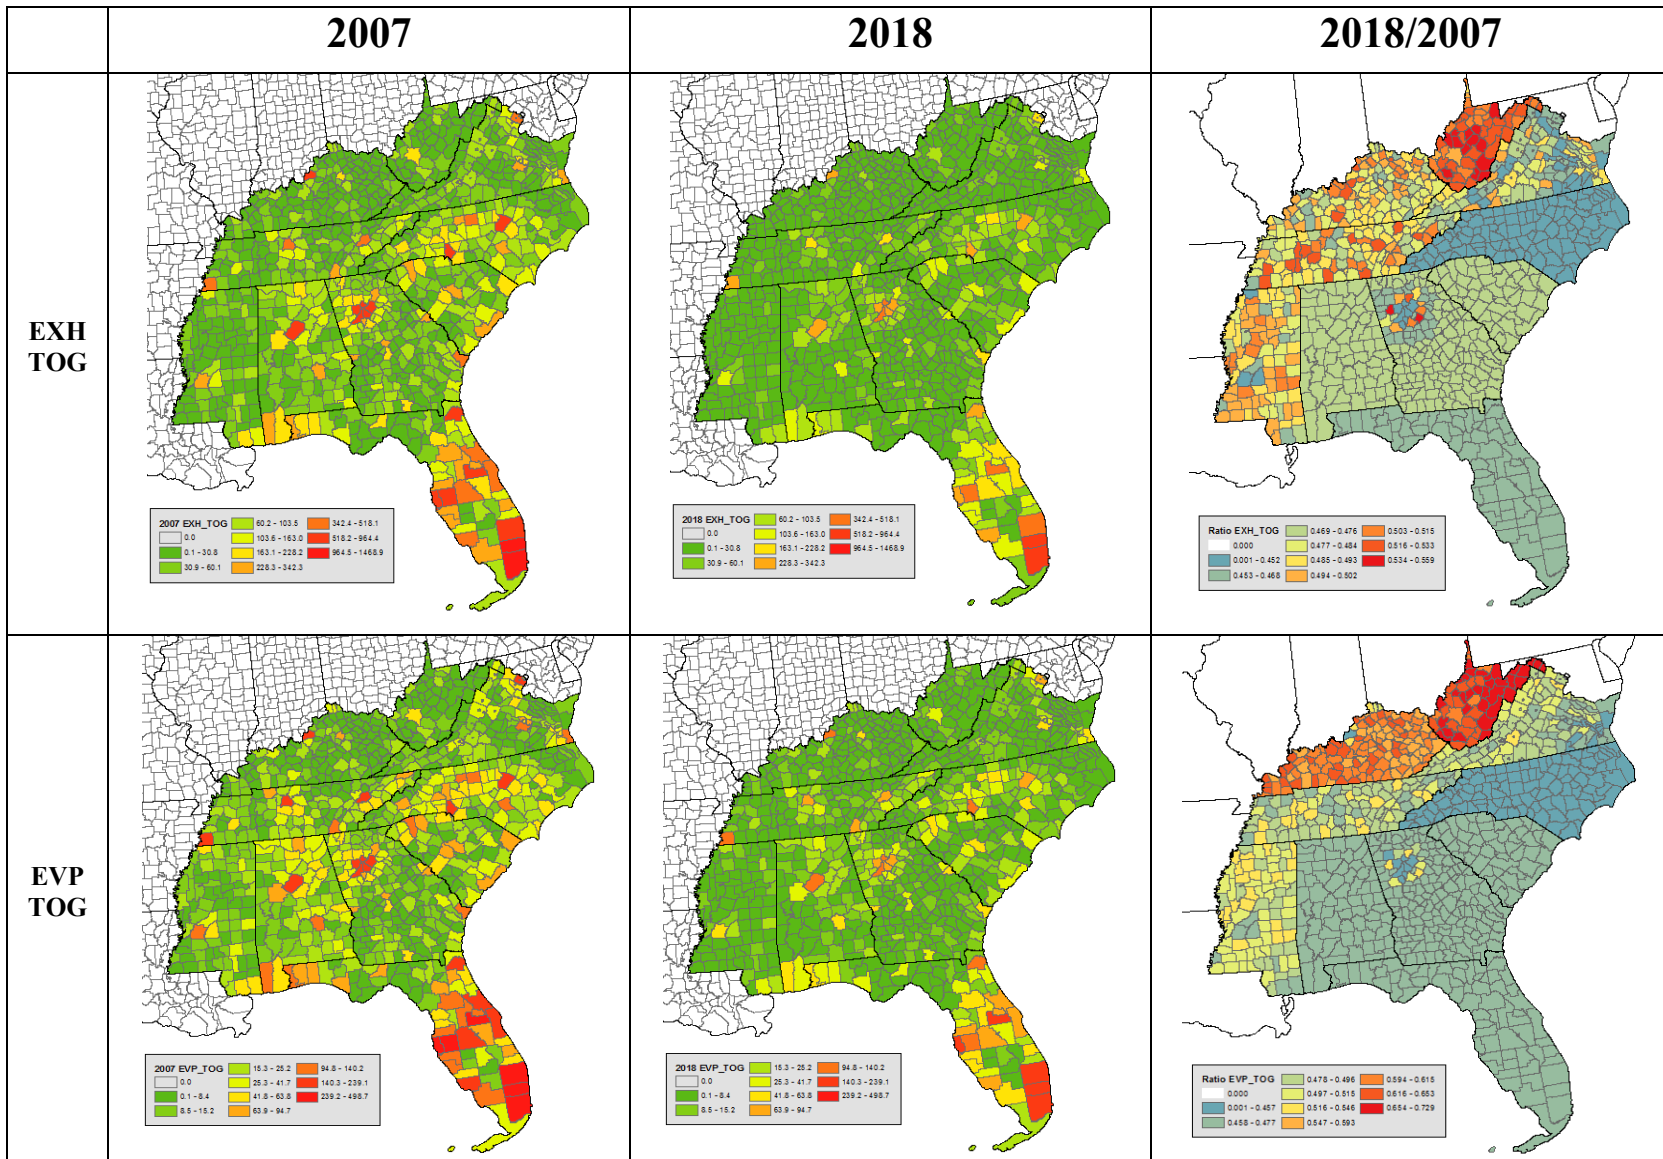 2007 2018 2018/2007
EXH
TOG
2007 EXH_TOG 60.2 - 103.5 342.4 - 518.1
0.0 103.6 - 163.0 518.2 - 964.4
0.1 - 30.8 163.1 - 228.2 964.5 - 1468.9
30.9 - 60.1 228.3 - 342.3
2018 EXH_TOG 60.2 - 103.5 342.4 - 518.1
0.0 103.6 - 163.0 518.2 - 964.4
0.1 - 30.8 163.1 - 228.2 964.5 - 1468.9
30.9 - 60.1 228.3 - 342.3
Ratio EXH_TOG 0.469 - 0.476 0.503 - 0.515
0.000 0.477 - 0.484 0.516 - 0.533
0.001 - 0.452 0.485 - 0.493 0.534 - 0.559
0.453 - 0.468 0.494 - 0.502
EVP
TOG
2007 EVP_TOG 15.3 - 25.2 94.8 - 140.2
0.0 25.3 - 41.7 140.3 - 239.1
0.1 - 8.4 41.8 - 63.8 239.2 - 498.7
8.5 - 15.2 63.9 - 94.7
2018 EVP_TOG 15.3 - 25.2 94.8 - 140.2
0.0 25.3 - 41.7 140.3 - 239.1
0.1 - 8.4 41.8 - 63.8 239.2 - 498.7
8.5 - 15.2 63.9 - 94.7
Ratio EVP_TOG 0.478 - 0.496 0.594 - 0.615
0.000 0.497 - 0.515 0.616 - 0.653
0.001 - 0.457 0.516 - 0.546 0.654 - 0.729
0.458 - 0.477 0.547 - 0.593